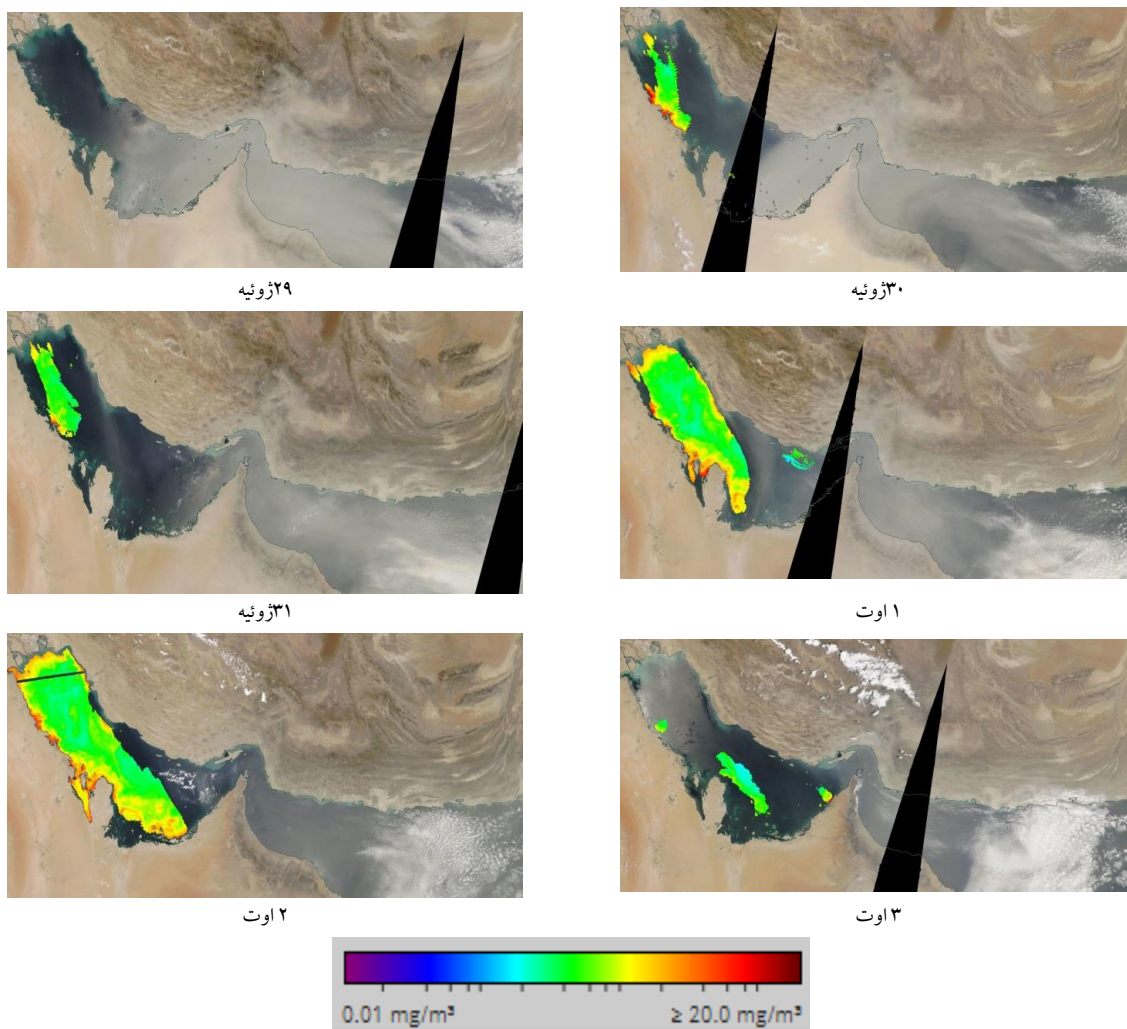 ۲۹ژوئیه
۳۰ژوئیه
۳۱ژوئیه
۱ اوت
۲ اوت
۳ اوت
0.01 mg/m³
≥ 20.0 mg/m³